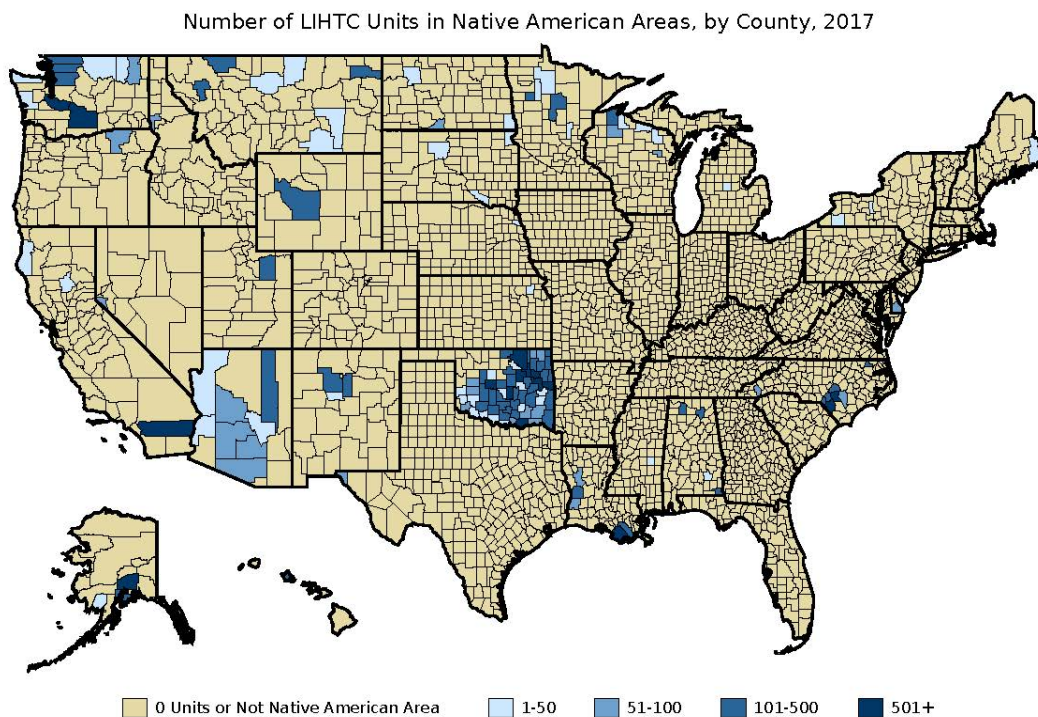 Number of LIHTC Units in Native American Areas, by County, 2017
0 Units or Not Native American Area 1-50 51-100 101-500 501+